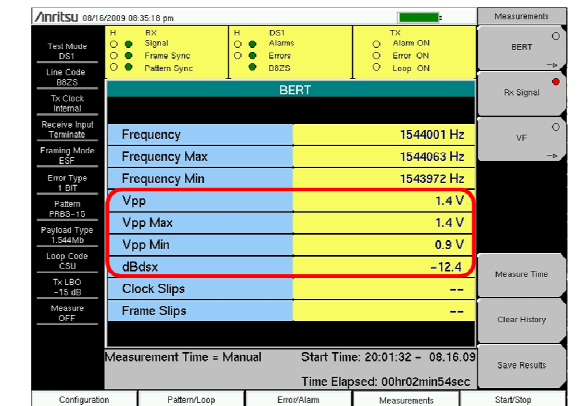 Anritsu 08/16/2009 08:35:18 pm
Measurements
Test Mode
DS1
Line Code
B8ZS
Tx Clock
Internal
Receive Input
Terminate
Framing Mode
ESF
Error Type
1 BIT
Pattern
PRBS-15
Payload Type
1.544Mb
Loop Code
CSU
Tx LBO
-15 dB
Measure
OFF
H RX
Signal
Frame Sync
Pattern Sync
H DS1
Alarms
Errors
B8ZS
TX
Alarm ON
Error ON
Loop ON
BERT
Frequency 1544001 Hz
Frequency Max 1544063 Hz
Frequency Min 1543972 Hz
Vpp 1.4 V
Vpp Max 1.4 V
Vpp Min 0.9 V
dBdsx -12.4
Clock Slips --
Frame Slips --
Measurement Time = Manual Start Time: 20:01:32 - 08.16.09
Time Elapsed: 00hr02min54sec
BERT
Rx Signal
VF
Measure Time
Clear History
Save Results
Configuration Pattern/Loop Error/Alarm Measurements Start/Stop